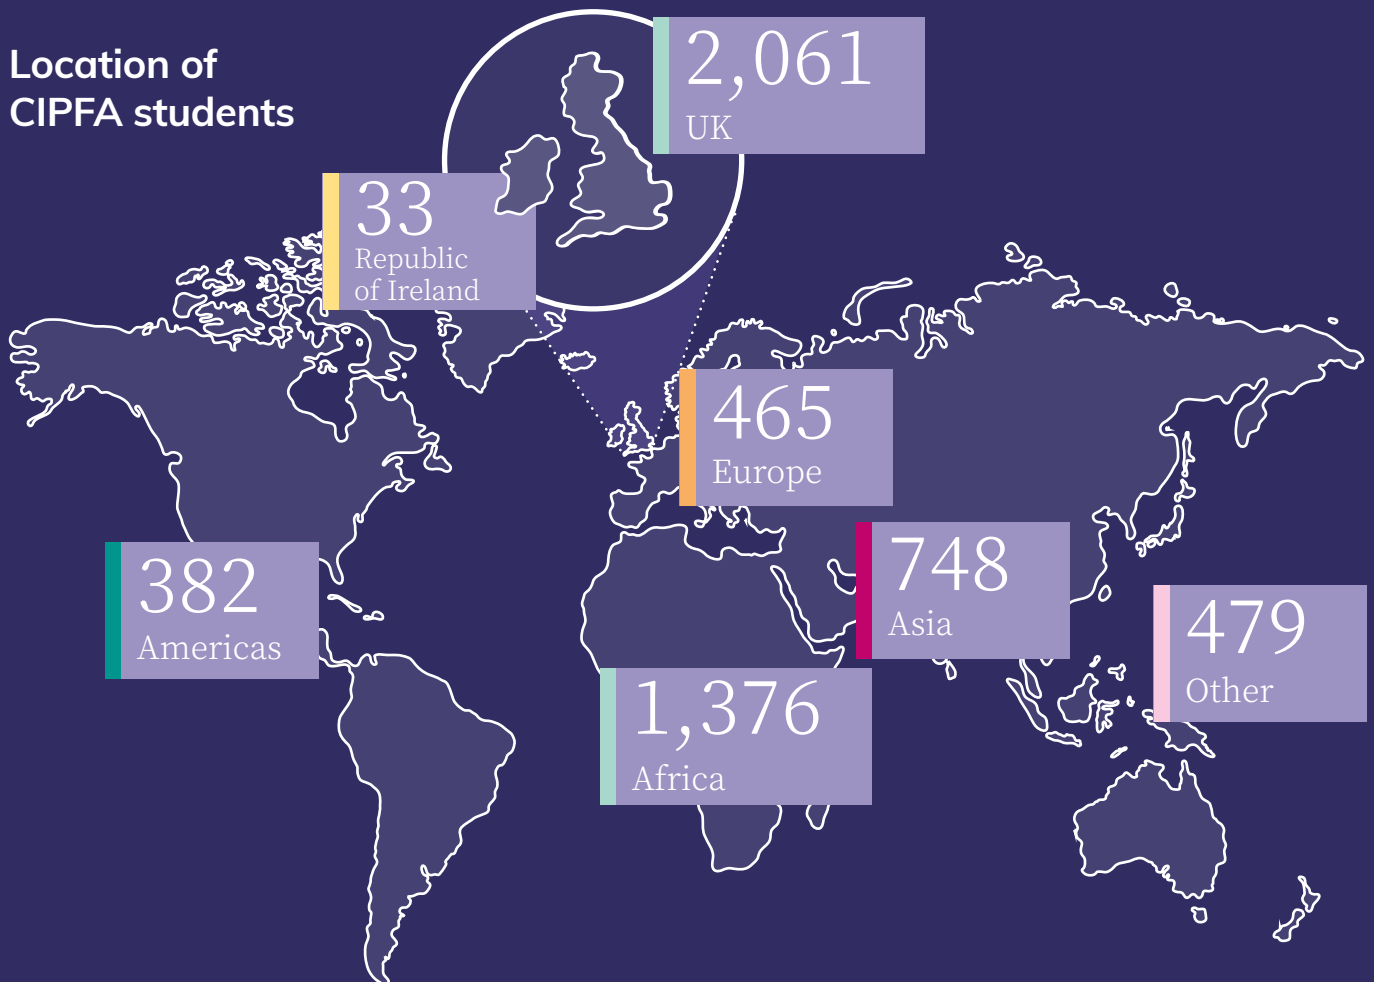 Location of
CIPFA students
2,061
UK
33
Republic
of Ireland
465
Europe
748
Asia
382
Americas
479
Other
1,376
Africa